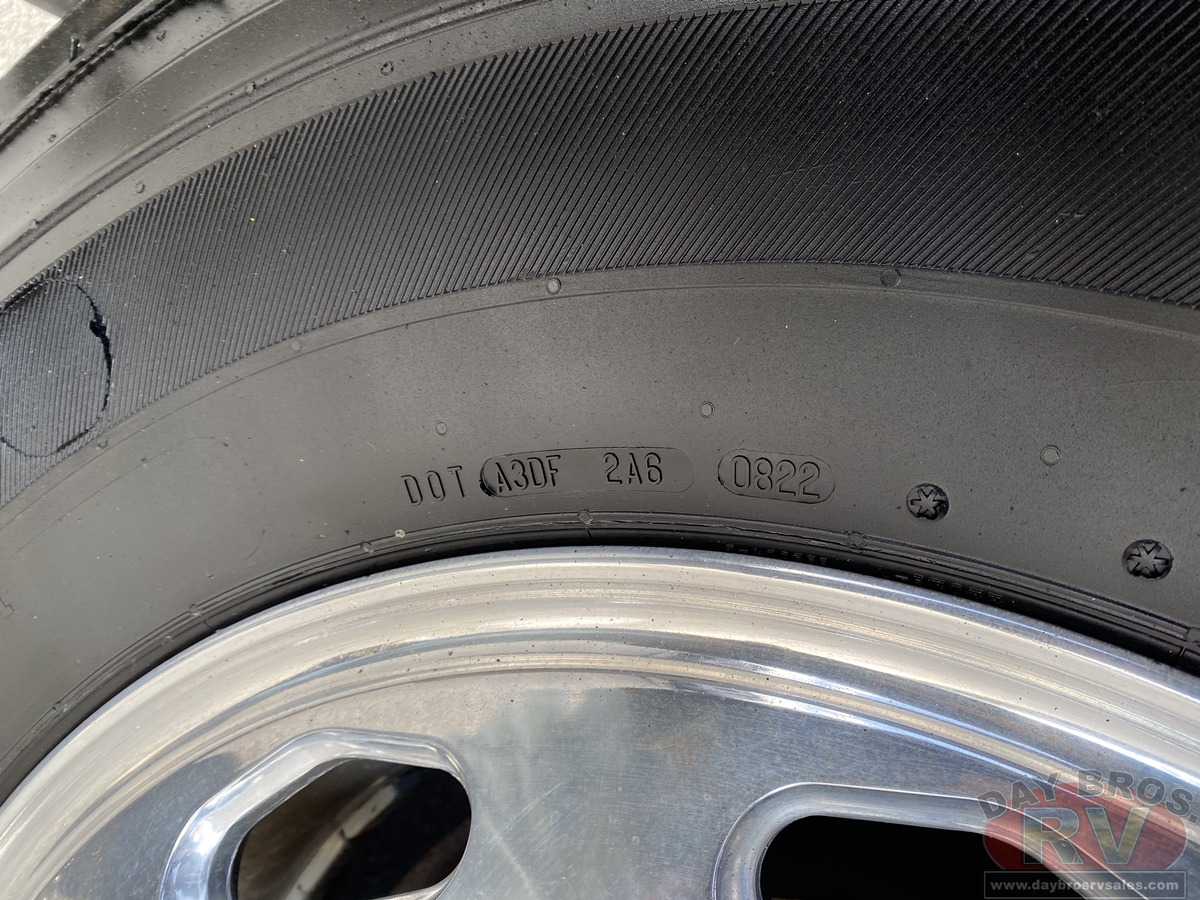 DOT A3DF 2A6 0822
DAY BROS
RV
www.daybrosrvsales.com